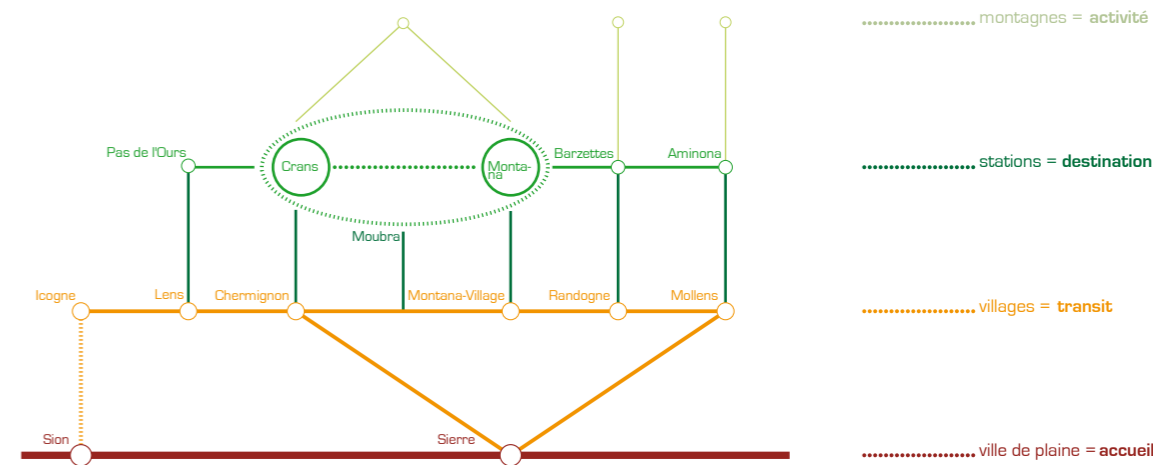 montagnes = activité
Pas de l'Ours
Crans
Monta-
na
Barzettes
Aminona
stations = destination
Moubra
Icogne
Lens
Chermignon
Montana-Village
Randogne
Mollens
villages = transit
Sion
Sierre
ville de plaine = accueil